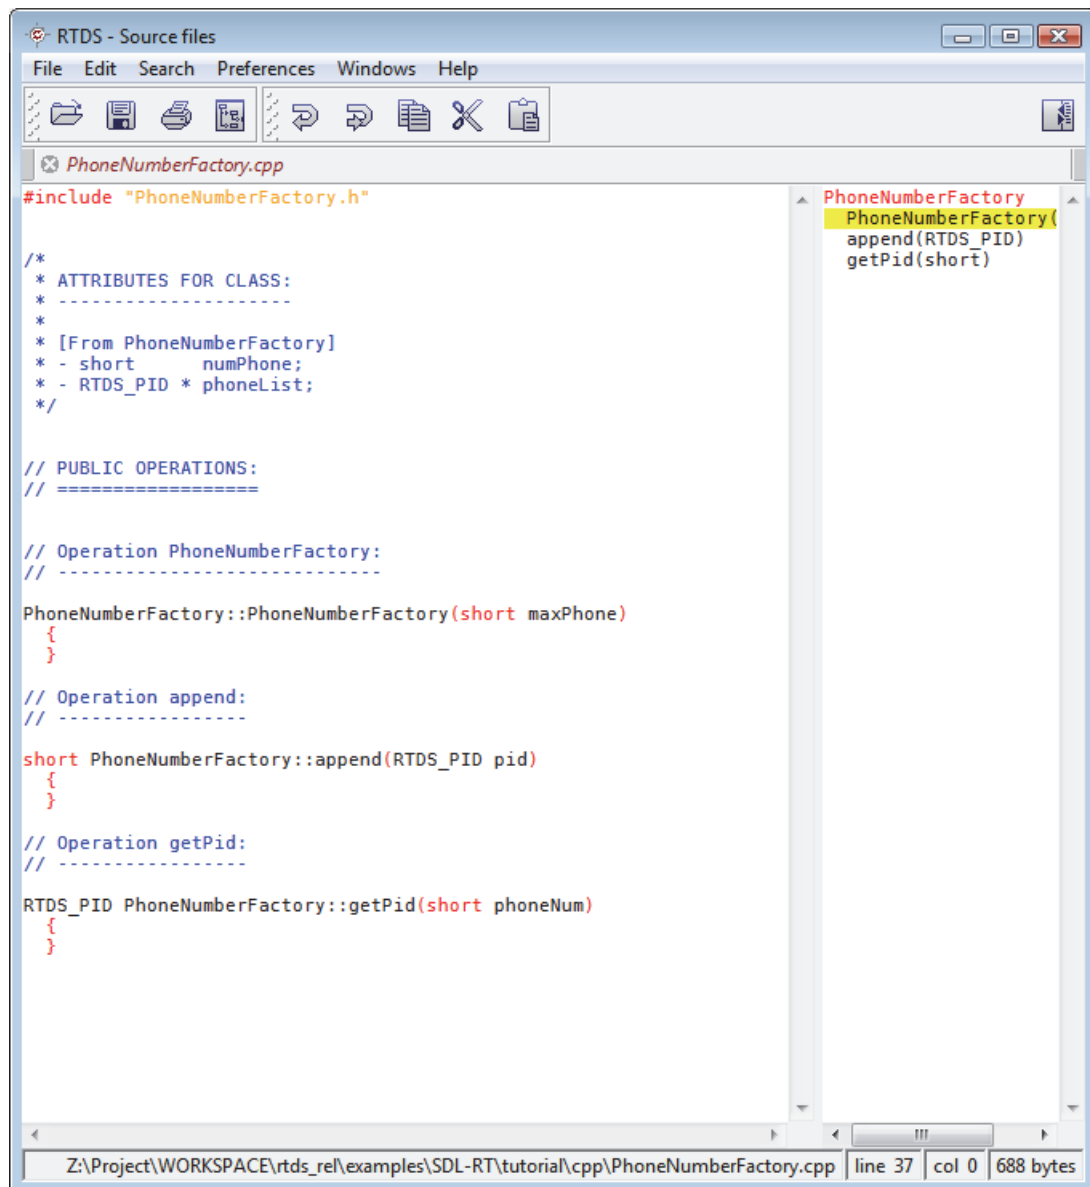 RTDS - Source files
File Edit Search Preferences Windows Help
PhoneNumberFactory.cpp
#include "PhoneNumberFactory.h"
/*
 * ATTRIBUTES FOR CLASS:
 * ---------------------
 *
 * [From PhoneNumberFactory]
 * - short      numPhone;
 * - RTDS_PID * phoneList;
 */
// PUBLIC OPERATIONS:
// ==================
// Operation PhoneNumberFactory:
// -----------------------------
PhoneNumberFactory::PhoneNumberFactory(short maxPhone)
  {
  }
// Operation append:
// -----------------
short PhoneNumberFactory::append(RTDS_PID pid)
  {
  }
// Operation getPid:
// -----------------
RTDS_PID PhoneNumberFactory::getPid(short phoneNum)
  {
  }
PhoneNumberFactory
  PhoneNumberFactory(
  append(RTDS_PID)
  getPid(short)
Z:\Project\WORKSPACE\rtds_rel\examples\SDL-RT\tutorial\cpp\PhoneNumberFactory.cpp line 37 col 0 688 bytes